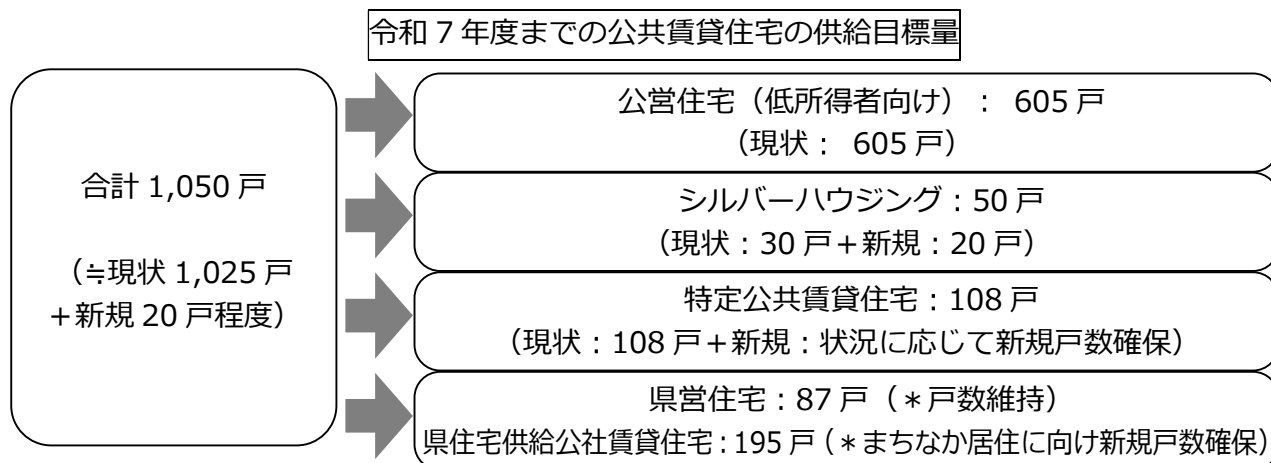 令和7年度までの公共賃貸住宅の供給目標量
合計 1,050 戸
（≒現状 1,025 戸
＋新規 20 戸程度）
公営住宅（低所得者向け）： 605 戸
（現状： 605 戸）
シルバーハウジング：50 戸
（現状：30 戸＋新規：20 戸）
特定公共賃貸住宅：108 戸
（現状：108 戸＋新規：状況に応じて新規戸数確保）
県営住宅：87 戸（＊戸数維持）
県住宅供給公社賃貸住宅：195 戸（＊まちなか居住に向け新規戸数確保）